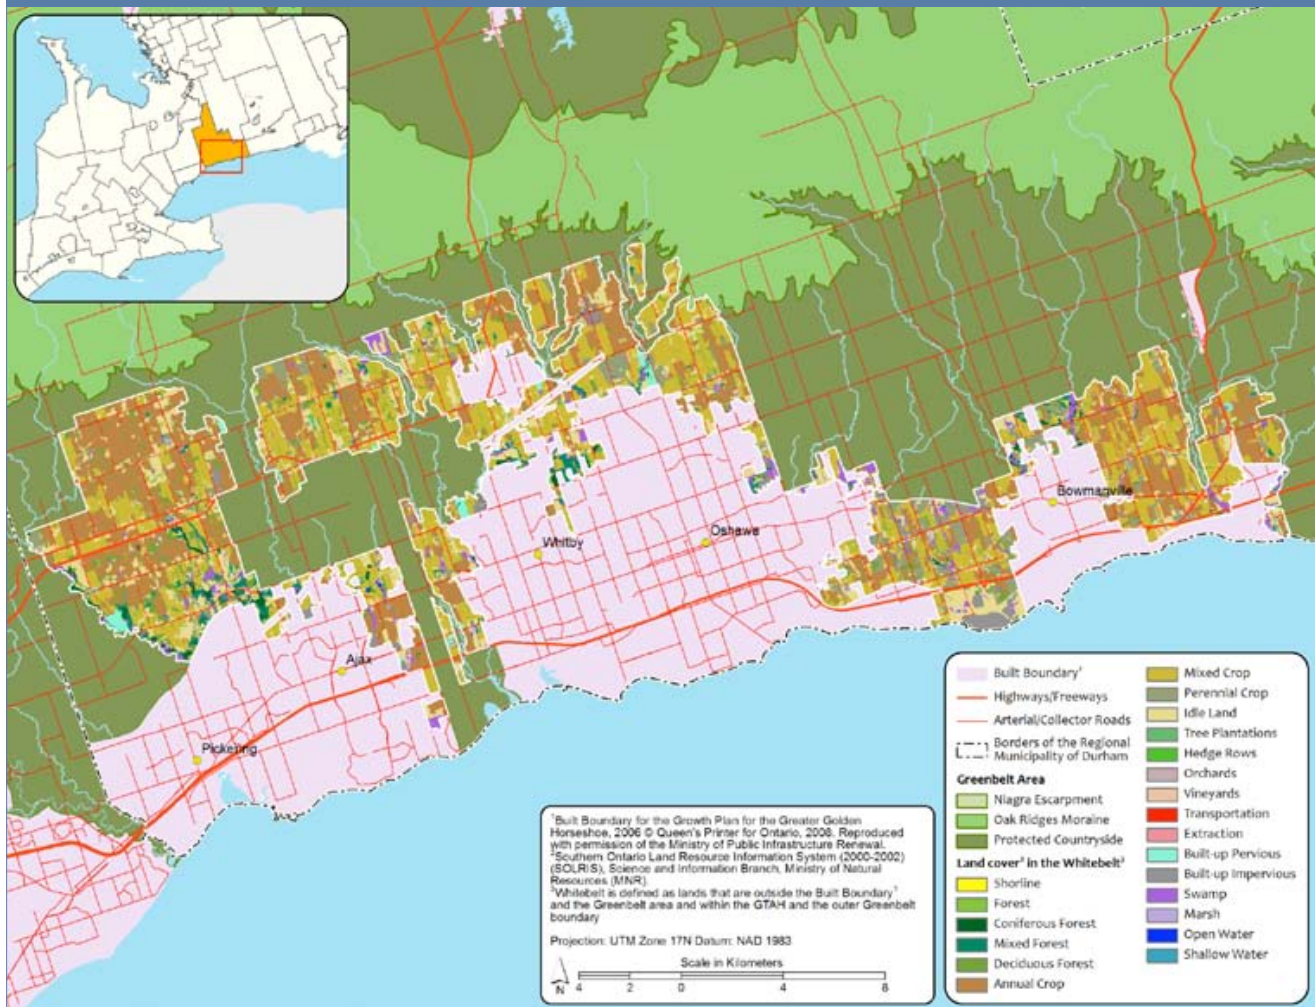 Whitby
Oshawa
Bowmanville
Ajax
Pickering
Built Boundary¹
Highways/Freeways
Arterial/Collector Roads
Borders of the Regional
Municipality of Durham
Greenbelt Area
Niagra Escarpment
Oak Ridges Moraine
Protected Countryside
Land cover² in the Whitebelt³
Shorline
Forest
Coniferous Forest
Mixed Forest
Deciduous Forest
Annual Crop
Mixed Crop
Perennial Crop
Idle Land
Tree Plantations
Hedge Rows
Orchards
Vineyards
Transportation
Extraction
Built-up Pervious
Built-up Impervious
Swamp
Marsh
Open Water
Shallow Water
¹Built Boundary for the Growth Plan for the Greater Golden
Horseshoe, 2006 © Queen's Printer for Ontario, 2008. Reproduced
with permission of the Ministry of Public Infrastructure Renewal.
²Southern Ontario Land Resource Information System (2000-2002)
(SOLRIS), Science and Information Branch, Ministry of Natural
Resources (MNR).
³Whitebelt is defined as lands that are outside the Built Boundary¹
and the Greenbelt area and within the GTAH and the outer Greenbelt
boundary
Projection: UTM Zone 17N Datum: NAD 1983
Scale in Kilometers
N
4 2 0 4 8